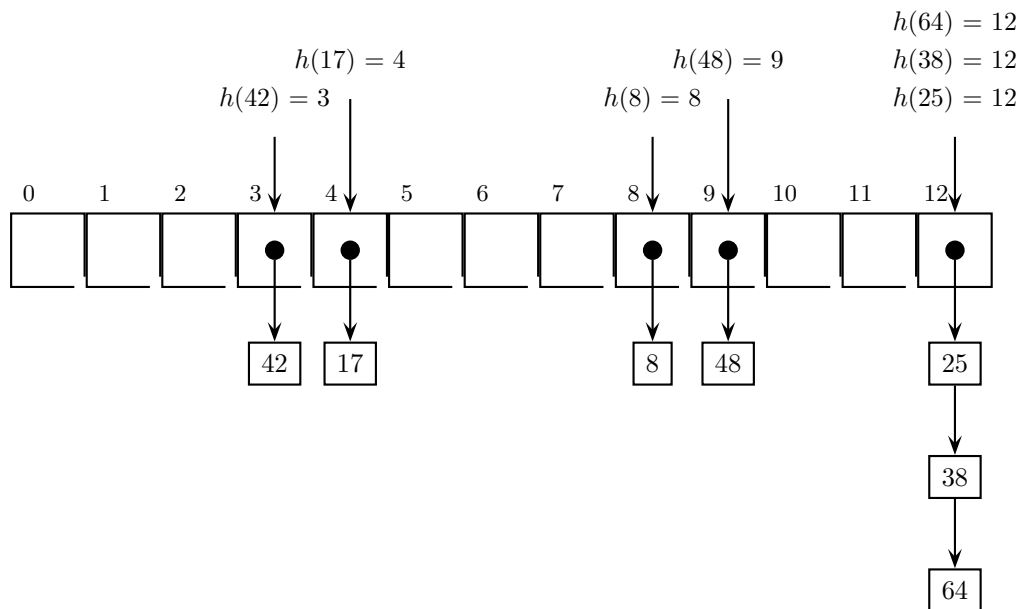 h(64) = 12
h(17) = 4 h(48) = 9 h(38) = 12
h(42) = 3 h(8) = 8 h(25) = 12
0 1 2 3 4 5 6 7 8 9 10 11 12
42 17 8 48 25
38
64